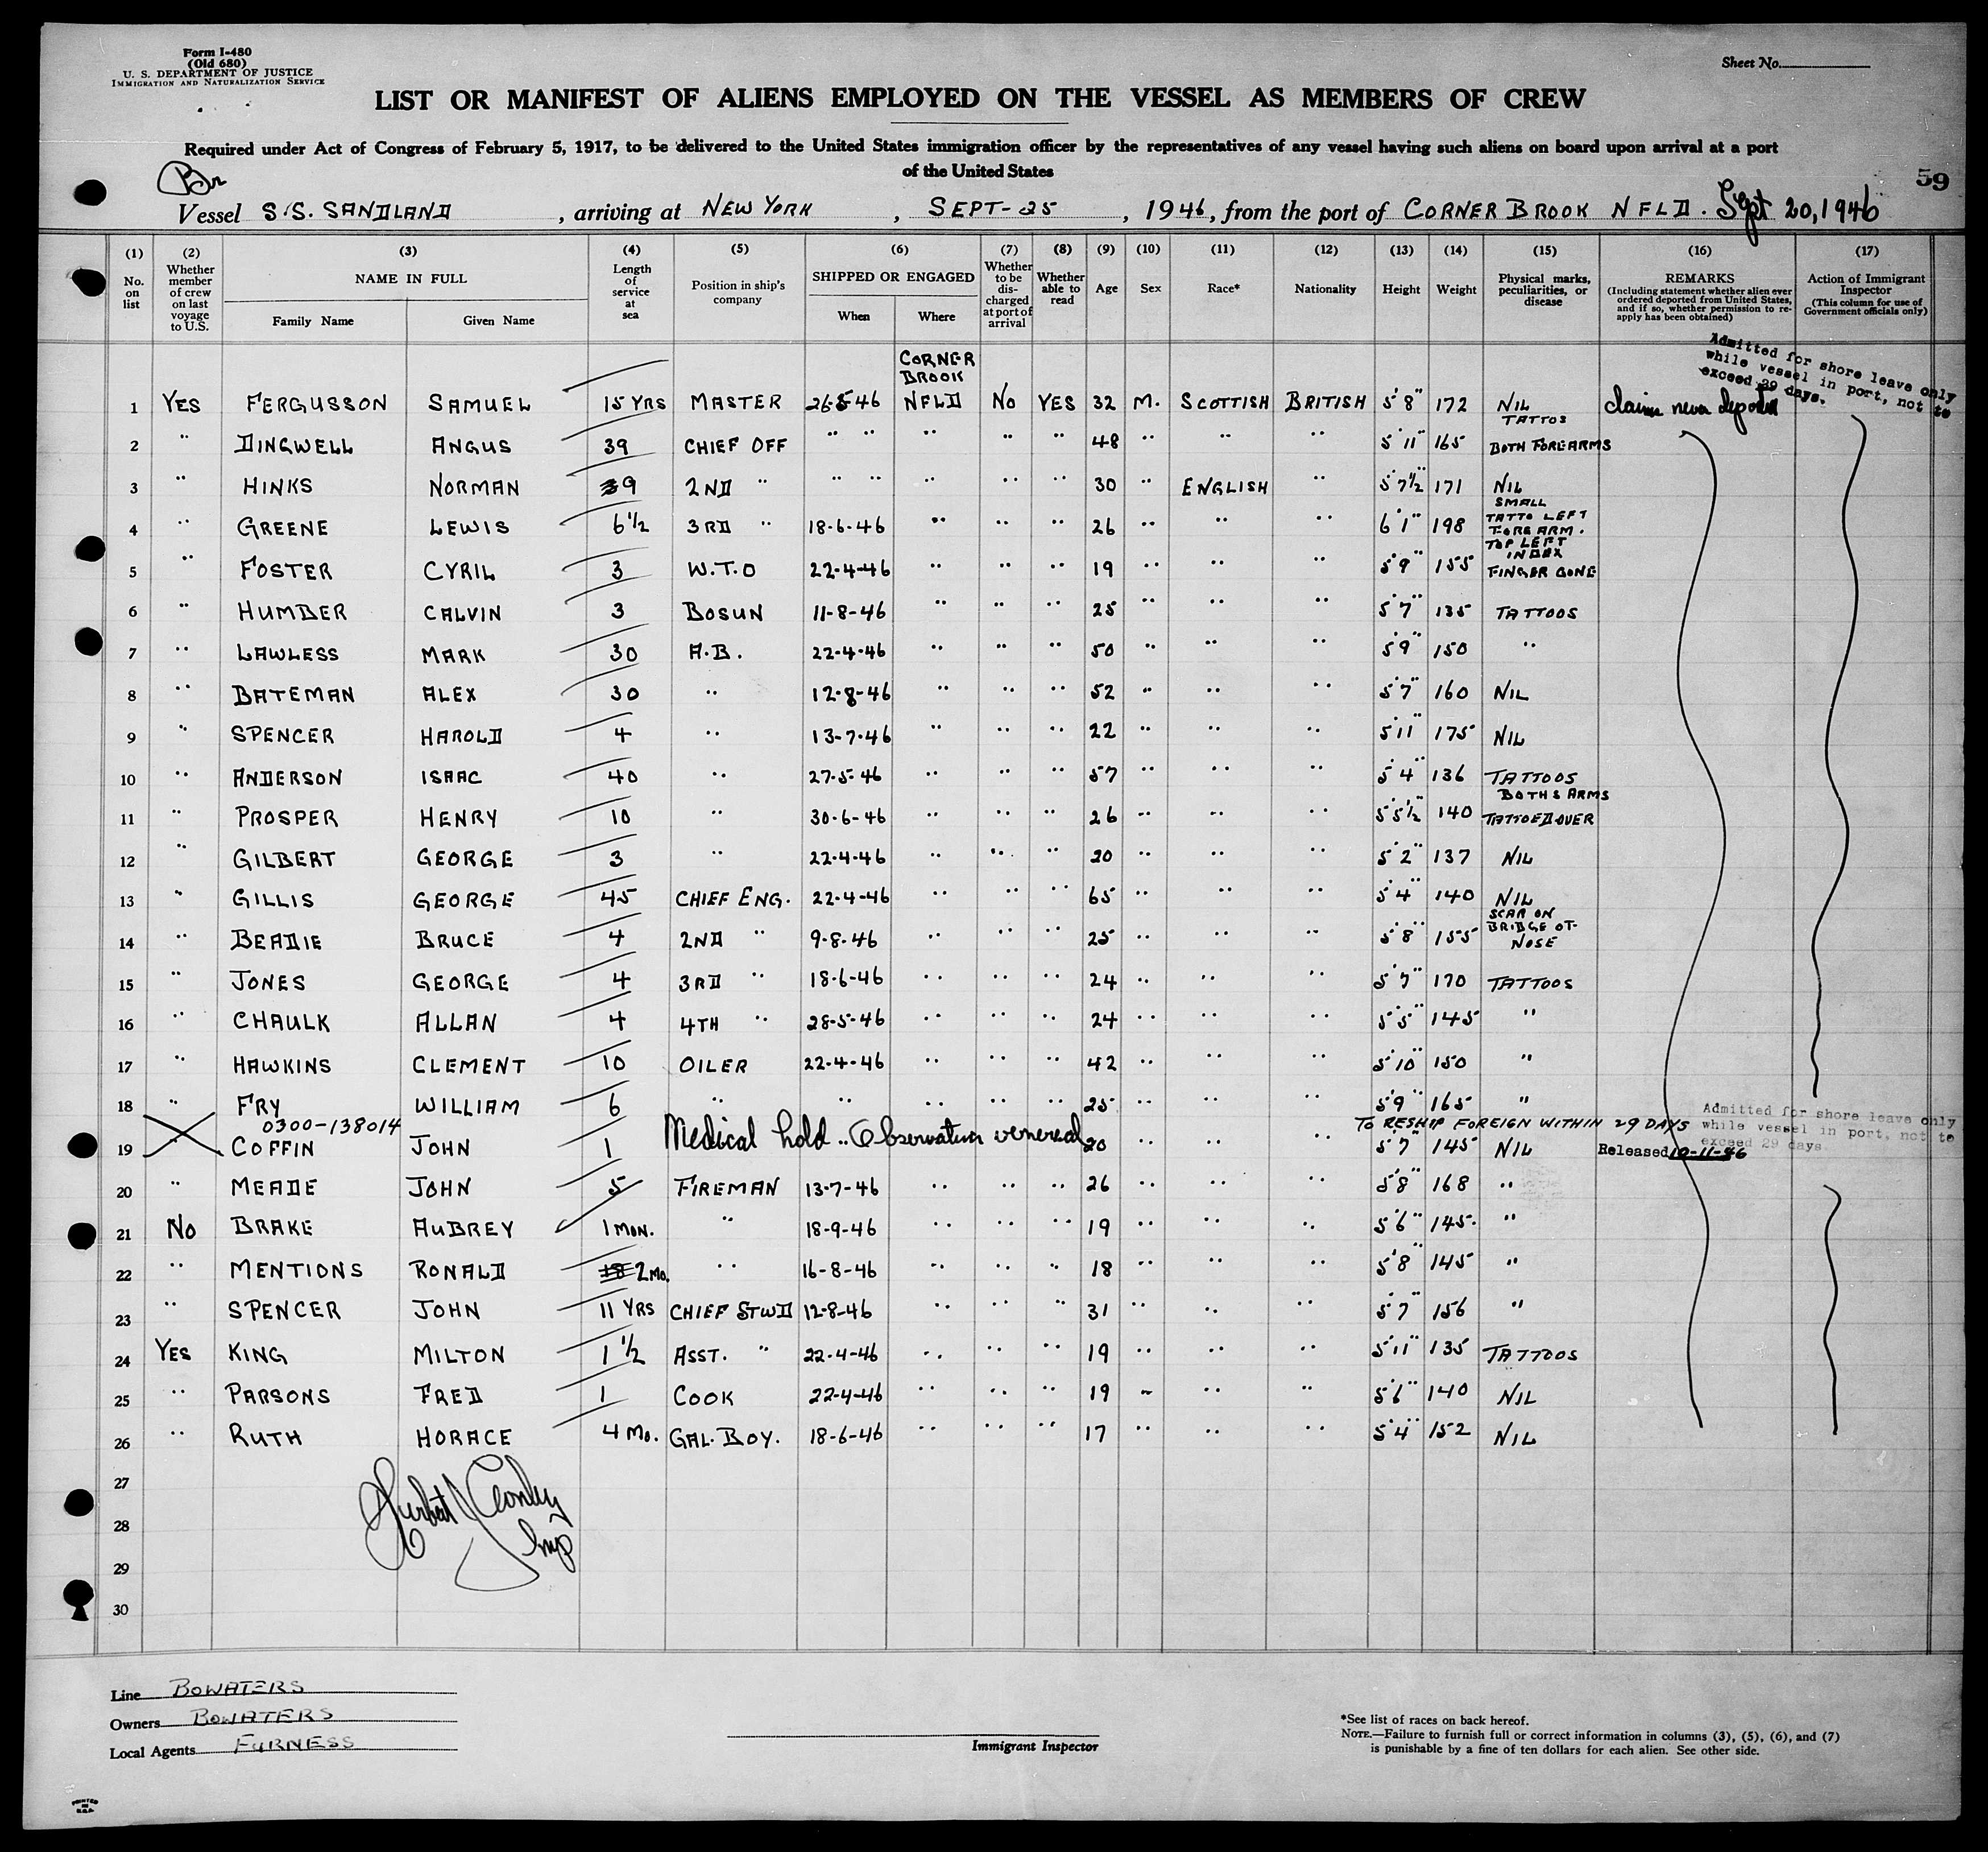 Form I-480
(Old 680)
U. S. DEPARTMENT OF JUSTICE
IMMIGRATION AND NATURALIZATION SERVICE
Sheet No.
LIST OR MANIFEST OF ALIENS EMPLOYED ON THE VESSEL AS MEMBERS OF CREW
Required under Act of Congress of February 5, 1917, to be delivered to the United States immigration officer by the representatives of any vessel having such aliens on board upon arrival at a port
of the United States
59
Br
Vessel S.S. SANDLAND, arriving at NEW YORK, SEPT-25, 1946, from the port of CORNER BROOK NFLD. Sept 20, 1946
(1) No. on list (2) Whether member of crew on last voyage to U.S. (3) NAME IN FULL Family Name Given Name (4) Length of service at sea (5) Position in ship's company (6) SHIPPED OR ENGAGED When Where (7) Whether to be discharged at port of arrival (8) Whether able to read (9) Age (10) Sex (11) Race* (12) Nationality (13) Height (14) Weight (15) Physical marks, peculiarities, or disease (16) REMARKS (Including statement whether alien ever ordered deported from United States, and if so, whether permission to re-apply has been obtained) (17) Action of Immigrant Inspector (This column for use of Government officials only)
Admitted for shore leave only
while vessel in port, not to
exceed 29 days.
1 YES FERGUSSON SAMUEL 15 YRS MASTER 26-5-46 CORNER BROOK NFLD NO YES 32 M. SCOTTISH BRITISH 5'8" 172 NIL claims never deported
2 " DINGWELL ANGUS 39 CHIEF OFF " " " " " 48 " " " 5'11" 165 TATTOS BOTH FOREARMS
3 " HINKS NORMAN 9 2ND " " " " " " 30 " ENGLISH " 5'7½" 171 NIL
4 " GREENE LEWIS 6½ 3RD " 18-6-46 " " " 26 " " " 6'1" 198 SMALL TATTO LEFT FOREARM.
5 " FOSTER CYRIL 3 W.T.O 22-4-46 " " " 19 " " " 5'9" 155 TOP LEFT INDEX FINGER GONE
6 " HUMBER CALVIN 3 BOSUN 11-8-46 " " " 25 " " " 5'7" 135 TATTOOS
7 " LAWLESS MARK 30 A.B. 22-4-46 " " " 50 " " " 5'9" 150 "
8 " BATEMAN ALEX 30 " 12-8-46 " " " 52 " " " 5'7" 160 NIL
9 " SPENCER HAROLD 4 " 13-7-46 " " " 22 " " " 5'11" 175 NIL
10 " ANDERSON ISAAC 40 " 27-5-46 " " " 57 " " " 5'4" 136 TATTOOS
11 " PROSPER HENRY 10 " 30-6-46 " " " 26 " " " 5'5½" 140 BOTHS ARMS TATTOED OVER
12 " GILBERT GEORGE 3 " 22-4-46 " " " 20 " " " 5'2" 137 NIL
13 " GILLIS GEORGE 45 CHIEF ENG. 22-4-46 " " " 65 " " " 5'4" 140 NIL
14 " BEADIE BRUCE 4 2ND " 9-8-46 " " " 25 " " " 5'8" 155 SCAR ON BRIDGE OT- NOSE
15 " JONES GEORGE 4 3RD " 18-6-46 " " " 24 " " " 5'7" 170 TATTOOS
16 " CHAULK ALLAN 4 4TH " 28-5-46 " " " 24 " " " 5'5" 145 "
17 " HAWKINS CLEMENT 10 OILER 22-4-46 " " " 42 " " " 5'10" 150 "
18 " FRY WILLIAM 6 " " " " " 25 " " " 5'9" 165 "
0300-138014 TO RESHIP FOREIGN WITHIN 29 DAYS
Admitted for shore leave only
while vessel in port, not to
exceed 29 days.
19 " COFFIN JOHN 1 Medical hold .. Observation venereal 20 " " " 5'7" 145 NIL Released 10-11-46
20 " MEADE JOHN 5 FIREMAN 13-7-46 " " " 26 " " " 5'8" 168 "
21 NO BRAKE AUBREY 1 MON. " 18-9-46 " " " 19 " " " 5'6" 145 "
22 " MENTIONS RONALD 2 MO. " 16-8-46 " " " 18 " " " 5'8" 145 "
23 " SPENCER JOHN 11 YRS CHIEF STWD 12-8-46 " " " 31 " " " 5'7" 156 "
24 YES KING MILTON 1½ ASST. " 22-4-46 " " " 19 " " " 5'11" 135 TATTOOS
25 " PARSONS FRED 1 COOK 22-4-46 " " " 19 " " " 5'6" 140 NIL
26 " RUTH HORACE 4 MO. GAL. BOY. 18-6-46 " " " 17 " " " 5'4" 152 NIL
27
28
29
30
Line BOWATERS
Owners BOWATERS
Local Agents FURNESS
Immigrant Inspector
*See list of races on back hereof.
NOTE.—Failure to furnish full or correct information in columns (3), (5), (6), and (7)
is punishable by a fine of ten dollars for each alien. See other side.
PRINTED
IN
U.S.A.